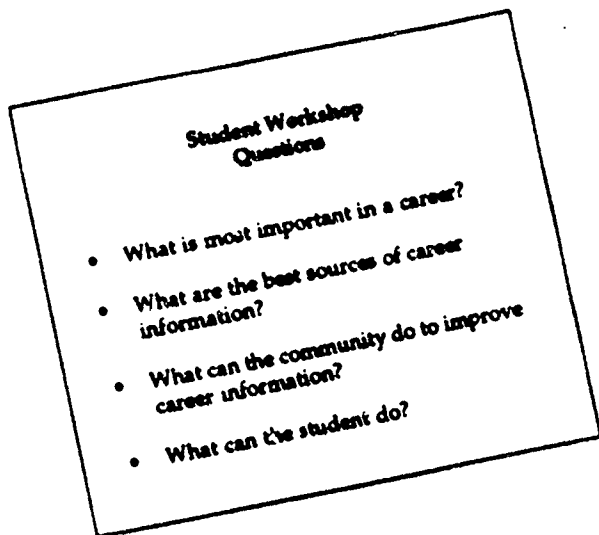 Student Workshop
Questions
• What is most important in a career?
• What are the best sources of career
information?
• What can the community do to improve
career information?
• What can the student do?